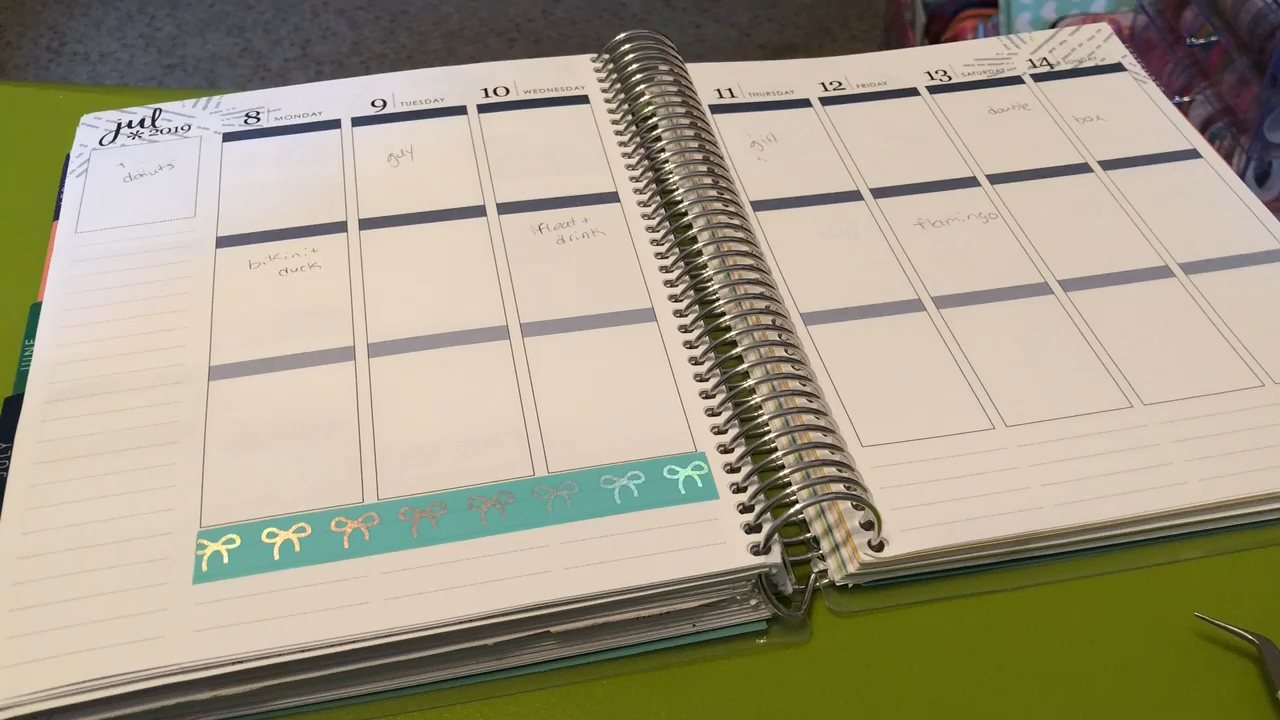 jul
* 2019
8 | MONDAY
9 | TUESDAY
10 | WEDNESDAY
11 | THURSDAY
12 | FRIDAY
13 | SATURDAY
14 | SUNDAY
donuts
guy
girl
double
box
bikini +
duck
float +
drink
flamingo
JUNE
JULY